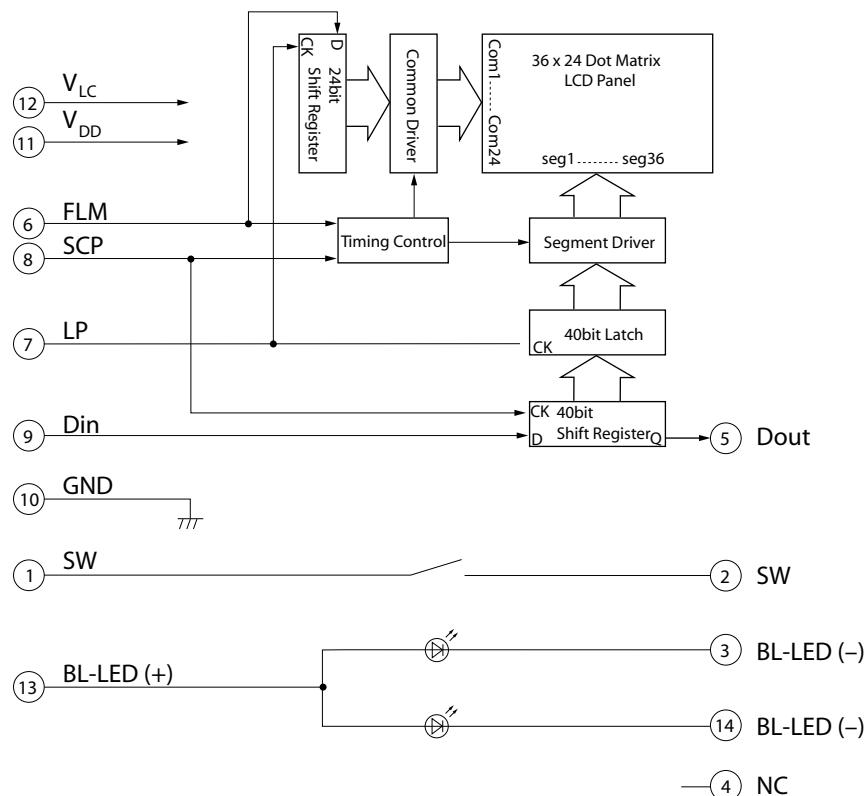 D
CK
24bit
Shift Register
Common Driver
Com1......Com24
36 x 24 Dot Matrix
LCD Panel
seg1......... seg36
12
VLC
11
VDD
6
FLM
8
SCP
Timing Control
Segment Driver
7
LP
40bit Latch
CK
9
Din
CK 40bit
Shift Register
D
Q
5
Dout
10
GND
1
SW
2
SW
3
BL-LED (–)
13
BL-LED (+)
14
BL-LED (–)
4
NC